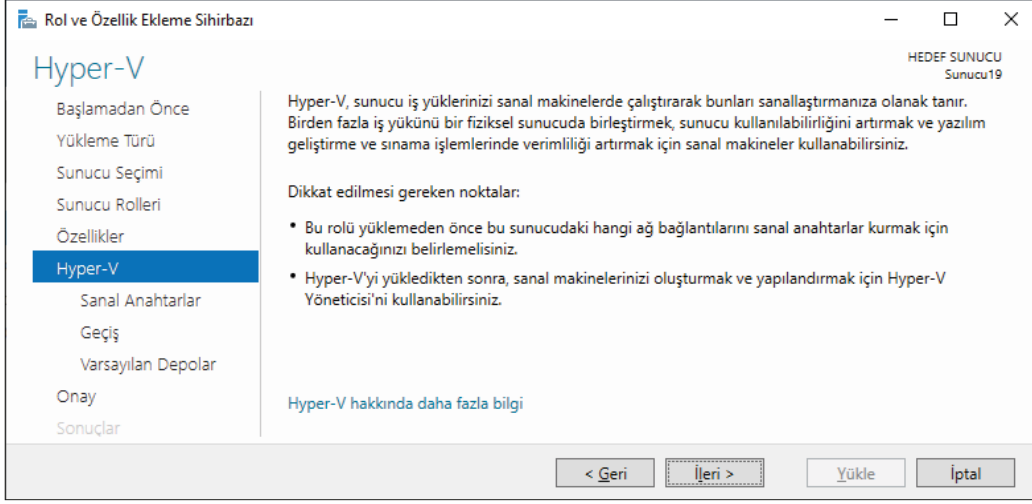 Rol ve Özellik Ekleme Sihirbazı
Hyper-V
HEDEF SUNUCU
Sunucu19
Başlamadan Önce
Yükleme Türü
Sunucu Seçimi
Sunucu Rolleri
Özellikler
Hyper-V
Sanal Anahtarlar
Geçiş
Varsayılan Depolar
Onay
Sonuçlar
Hyper-V, sunucu iş yüklerinizi sanal makinelerde çalıştırarak bunları sanallaştırmanıza olanak tanır.
Birden fazla iş yükünü bir fiziksel sunucuda birleştirmek, sunucu kullanılabilirliğini artırmak ve yazılım
geliştirme ve sınama işlemlerinde verimliliği artırmak için sanal makineler kullanabilirsiniz.
Dikkat edilmesi gereken noktalar:
• Bu rolü yüklemeden önce bu sunucudaki hangi ağ bağlantılarını sanal anahtarlar kurmak için
kullanacağınızı belirlemelisiniz.
• Hyper-V'yi yükledikten sonra, sanal makinelerinizi oluşturmak ve yapılandırmak için Hyper-V
Yöneticisi'ni kullanabilirsiniz.
Hyper-V hakkında daha fazla bilgi
< Geri
İleri >
Yükle
İptal